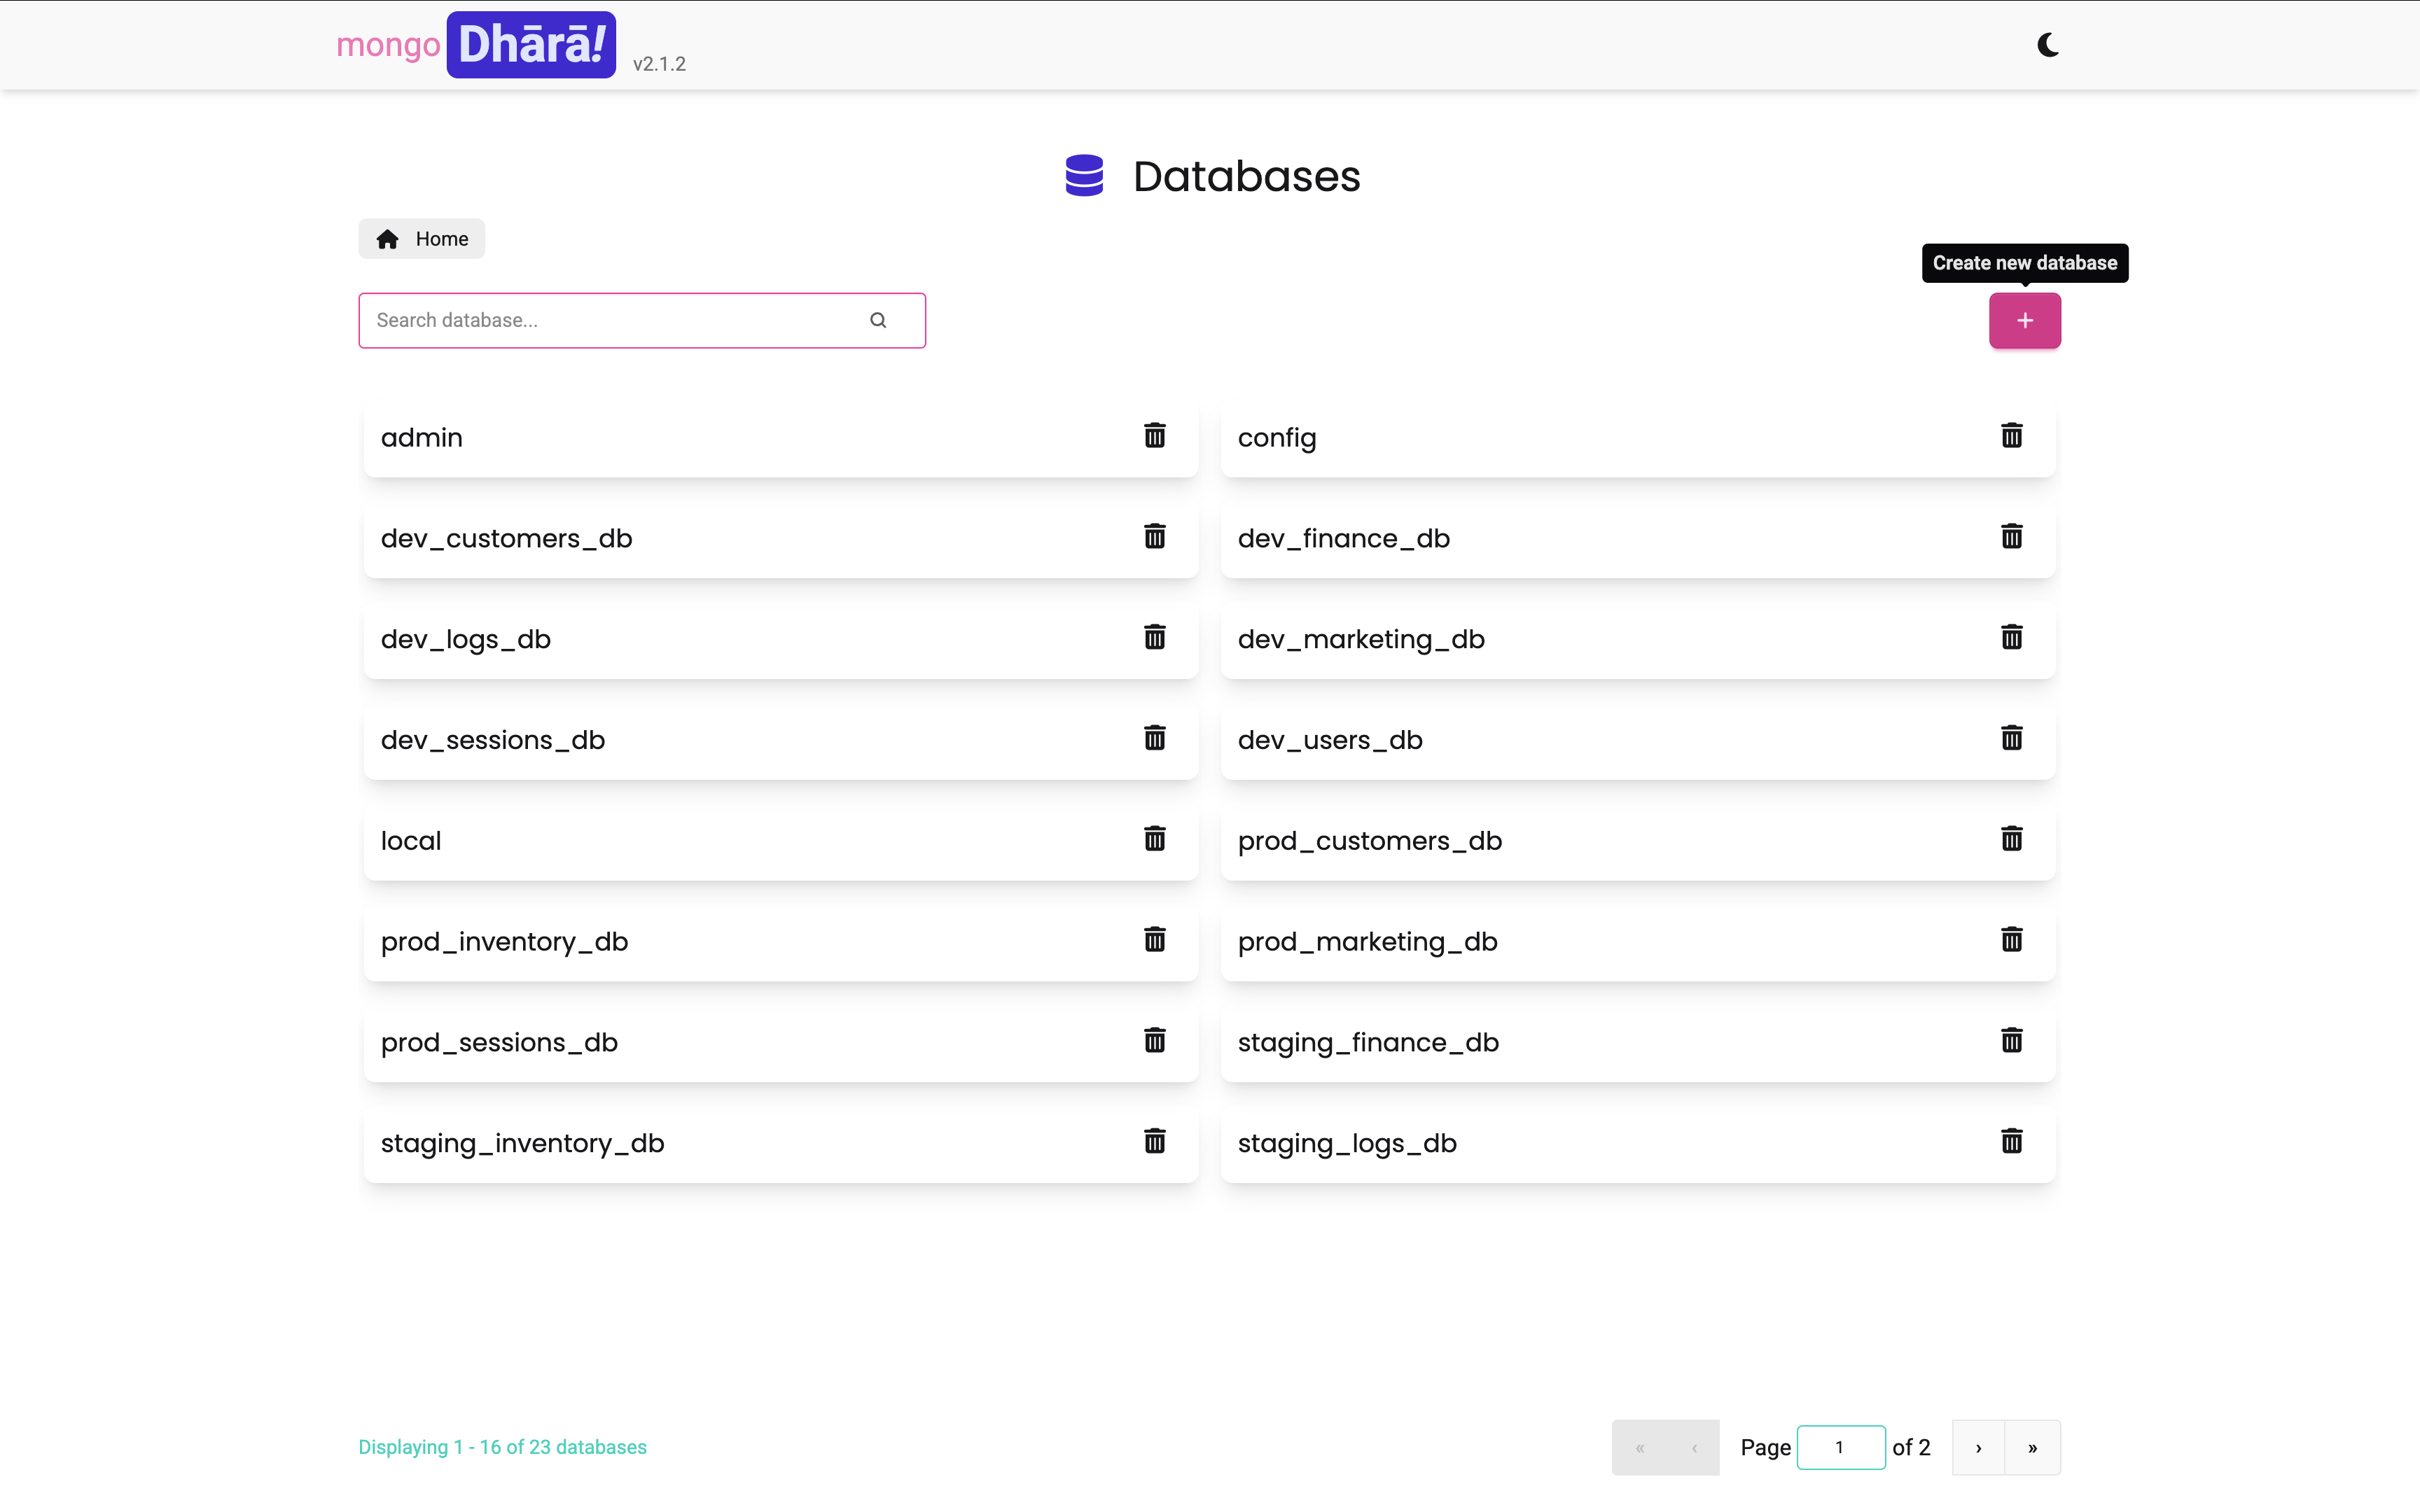 mongo Dhārā! v2.1.2
Databases
Home
Create new database
Search database...
+
admin
config
dev_customers_db
dev_finance_db
dev_logs_db
dev_marketing_db
dev_sessions_db
dev_users_db
local
prod_customers_db
prod_inventory_db
prod_marketing_db
prod_sessions_db
staging_finance_db
staging_inventory_db
staging_logs_db
Displaying 1 - 16 of 23 databases
« ‹ Page 1 of 2 › »